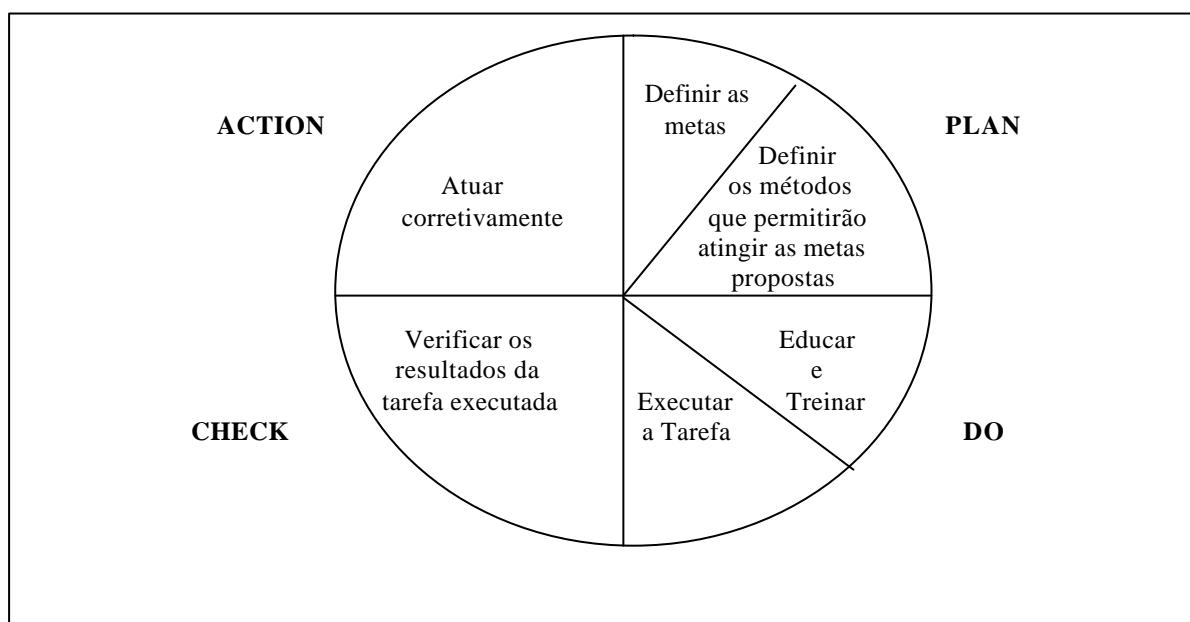 ACTION
PLAN
Definir as
metas
Definir
os métodos
que permitirão
atingir as metas
propostas
Atuar
corretivamente
Verificar os
resultados da
tarefa executada
Educar
e
Treinar
Executar
a Tarefa
CHECK
DO